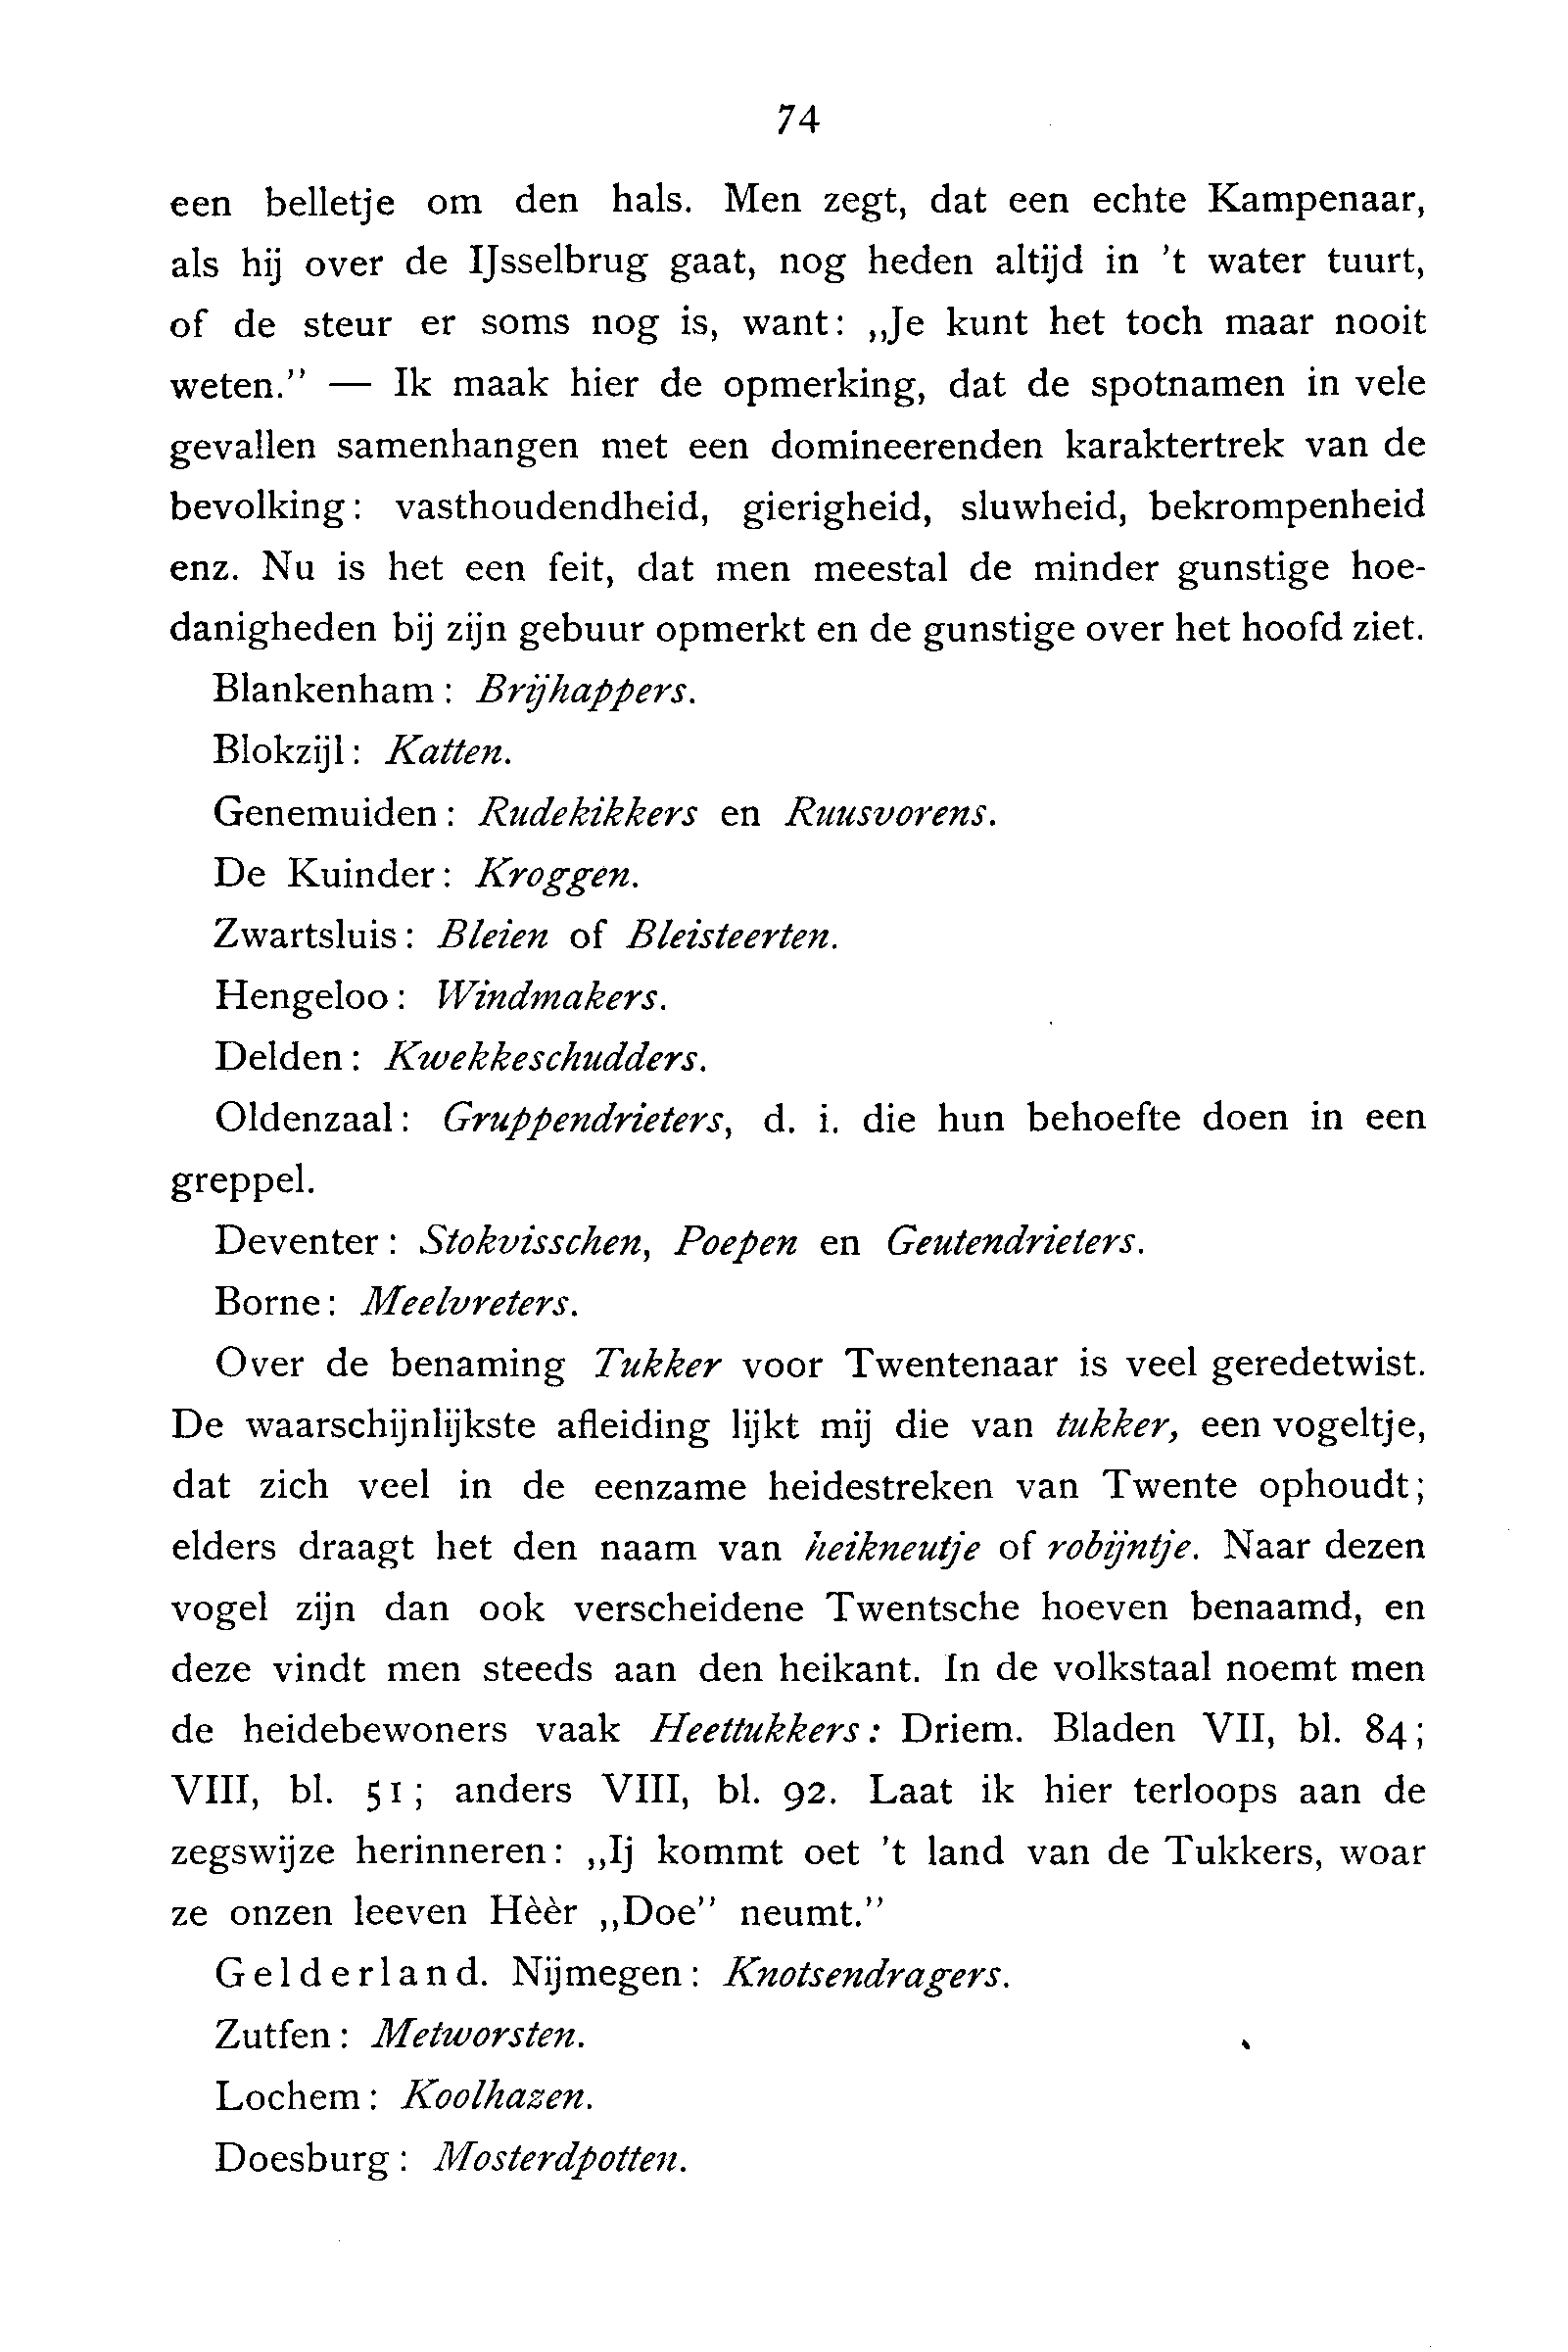 74
een belletje om den hals. Men zegt, dat een echte Kampenaar,
als hij over de IJsselbrug gaat, nog heden altijd in 't water tuurt,
of de steur er soms nog is, want: „Je kunt het toch maar nooit
weten.” — Ik maak hier de opmerking, dat de spotnamen in vele
gevallen samenhangen met een domineerenden karaktertrek van de
bevolking: vasthoudendheid, gierigheid, sluwheid, bekrompenheid
enz. Nu is het een feit, dat men meestal de minder gunstige hoe-
danigheden bij zijn gebuur opmerkt en de gunstige over het hoofd ziet.
Blankenham: Brijhappers.
Blokzijl: Katten.
Genemuiden: Rudekikkers en Ruusvorens.
De Kuinder: Kroggen.
Zwartsluis: Bleien of Bleisteerten.
Hengeloo: Windmakers.
Delden: Kwekkeschudders.
Oldenzaal: Gruppendrieters, d. i. die hun behoefte doen in een
greppel.
Deventer: Stokvisschen, Poepen en Geutendrieters.
Borne: Meelvreters.
Over de benaming Tukker voor Twentenaar is veel geredetwist.
De waarschijnlijkste afleiding lijkt mij die van tukker, een vogeltje,
dat zich veel in de eenzame heidestreken van Twente ophoudt;
elders draagt het den naam van heikneutje of robijntje. Naar dezen
vogel zijn dan ook verscheidene Twentsche hoeven benaamd, en
deze vindt men steeds aan den heikant. In de volkstaal noemt men
de heidebewoners vaak Heettukkers: Driem. Bladen VII, bl. 84;
VIII, bl. 51; anders VIII, bl. 92. Laat ik hier terloops aan de
zegswijze herinneren: „Ij kommt oet 't land van de Tukkers, woar
ze onzen leeven Hèèr „Doe” neumt.”
Gelderland. Nijmegen: Knotsendragers.
Zutfen: Metworsten.
Lochem: Koolhazen.
Doesburg: Mosterdpotten.